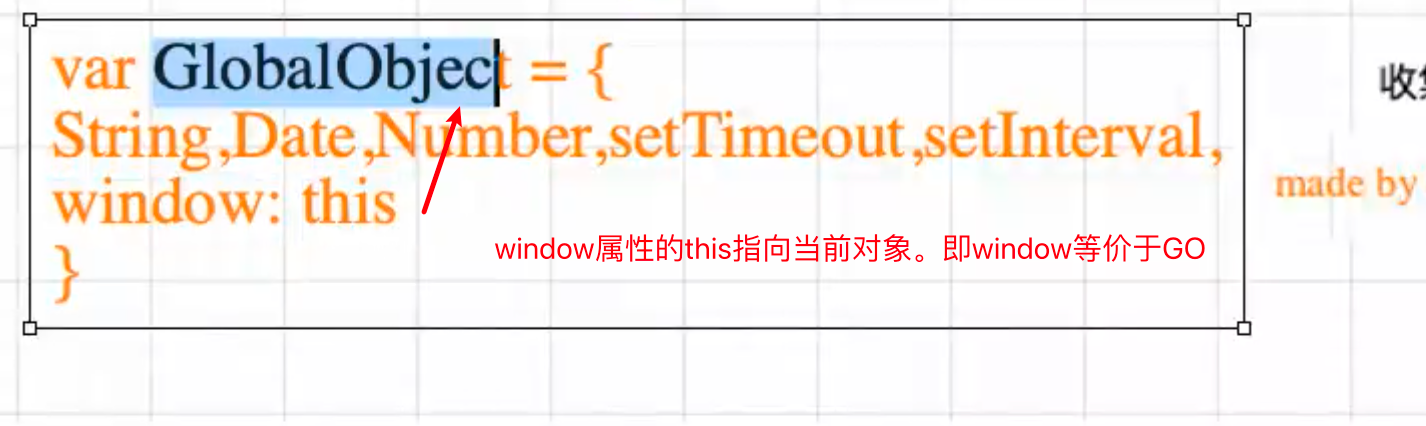 var GlobalObject = {
String,Date,Number,setTimeout,setInterval,
window: this
}
window属性的this指向当前对象。即window等价于GO
收集
made by